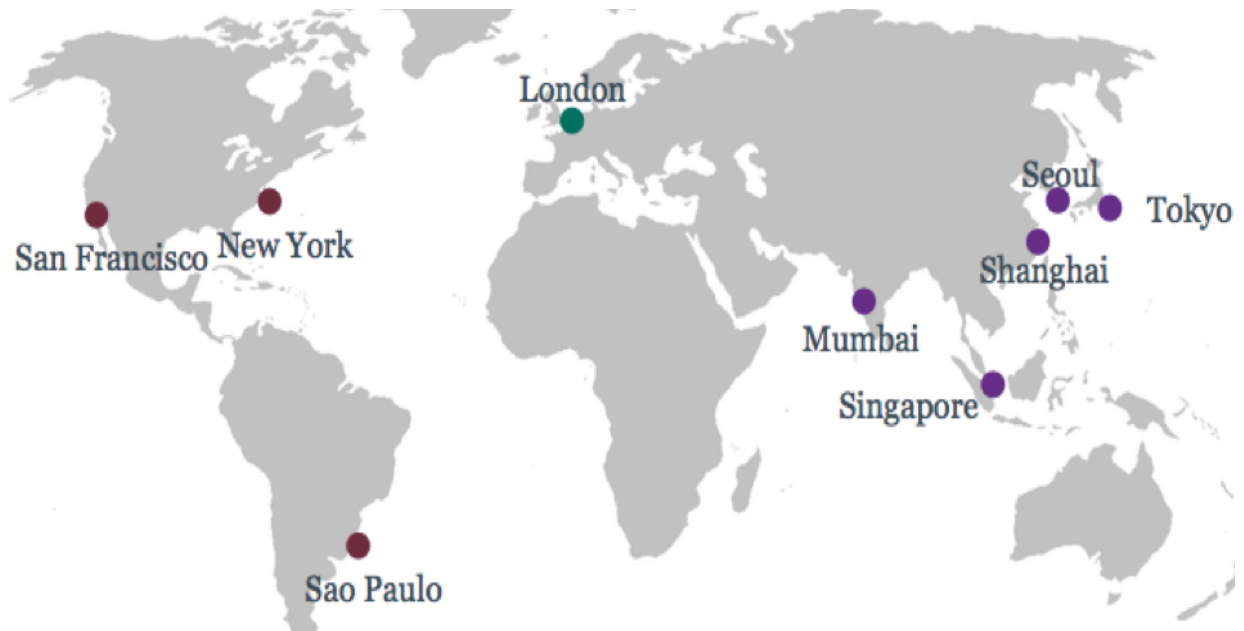 London
Seoul
Tokyo
San Francisco
New York
Shanghai
Mumbai
Singapore
Sao Paulo